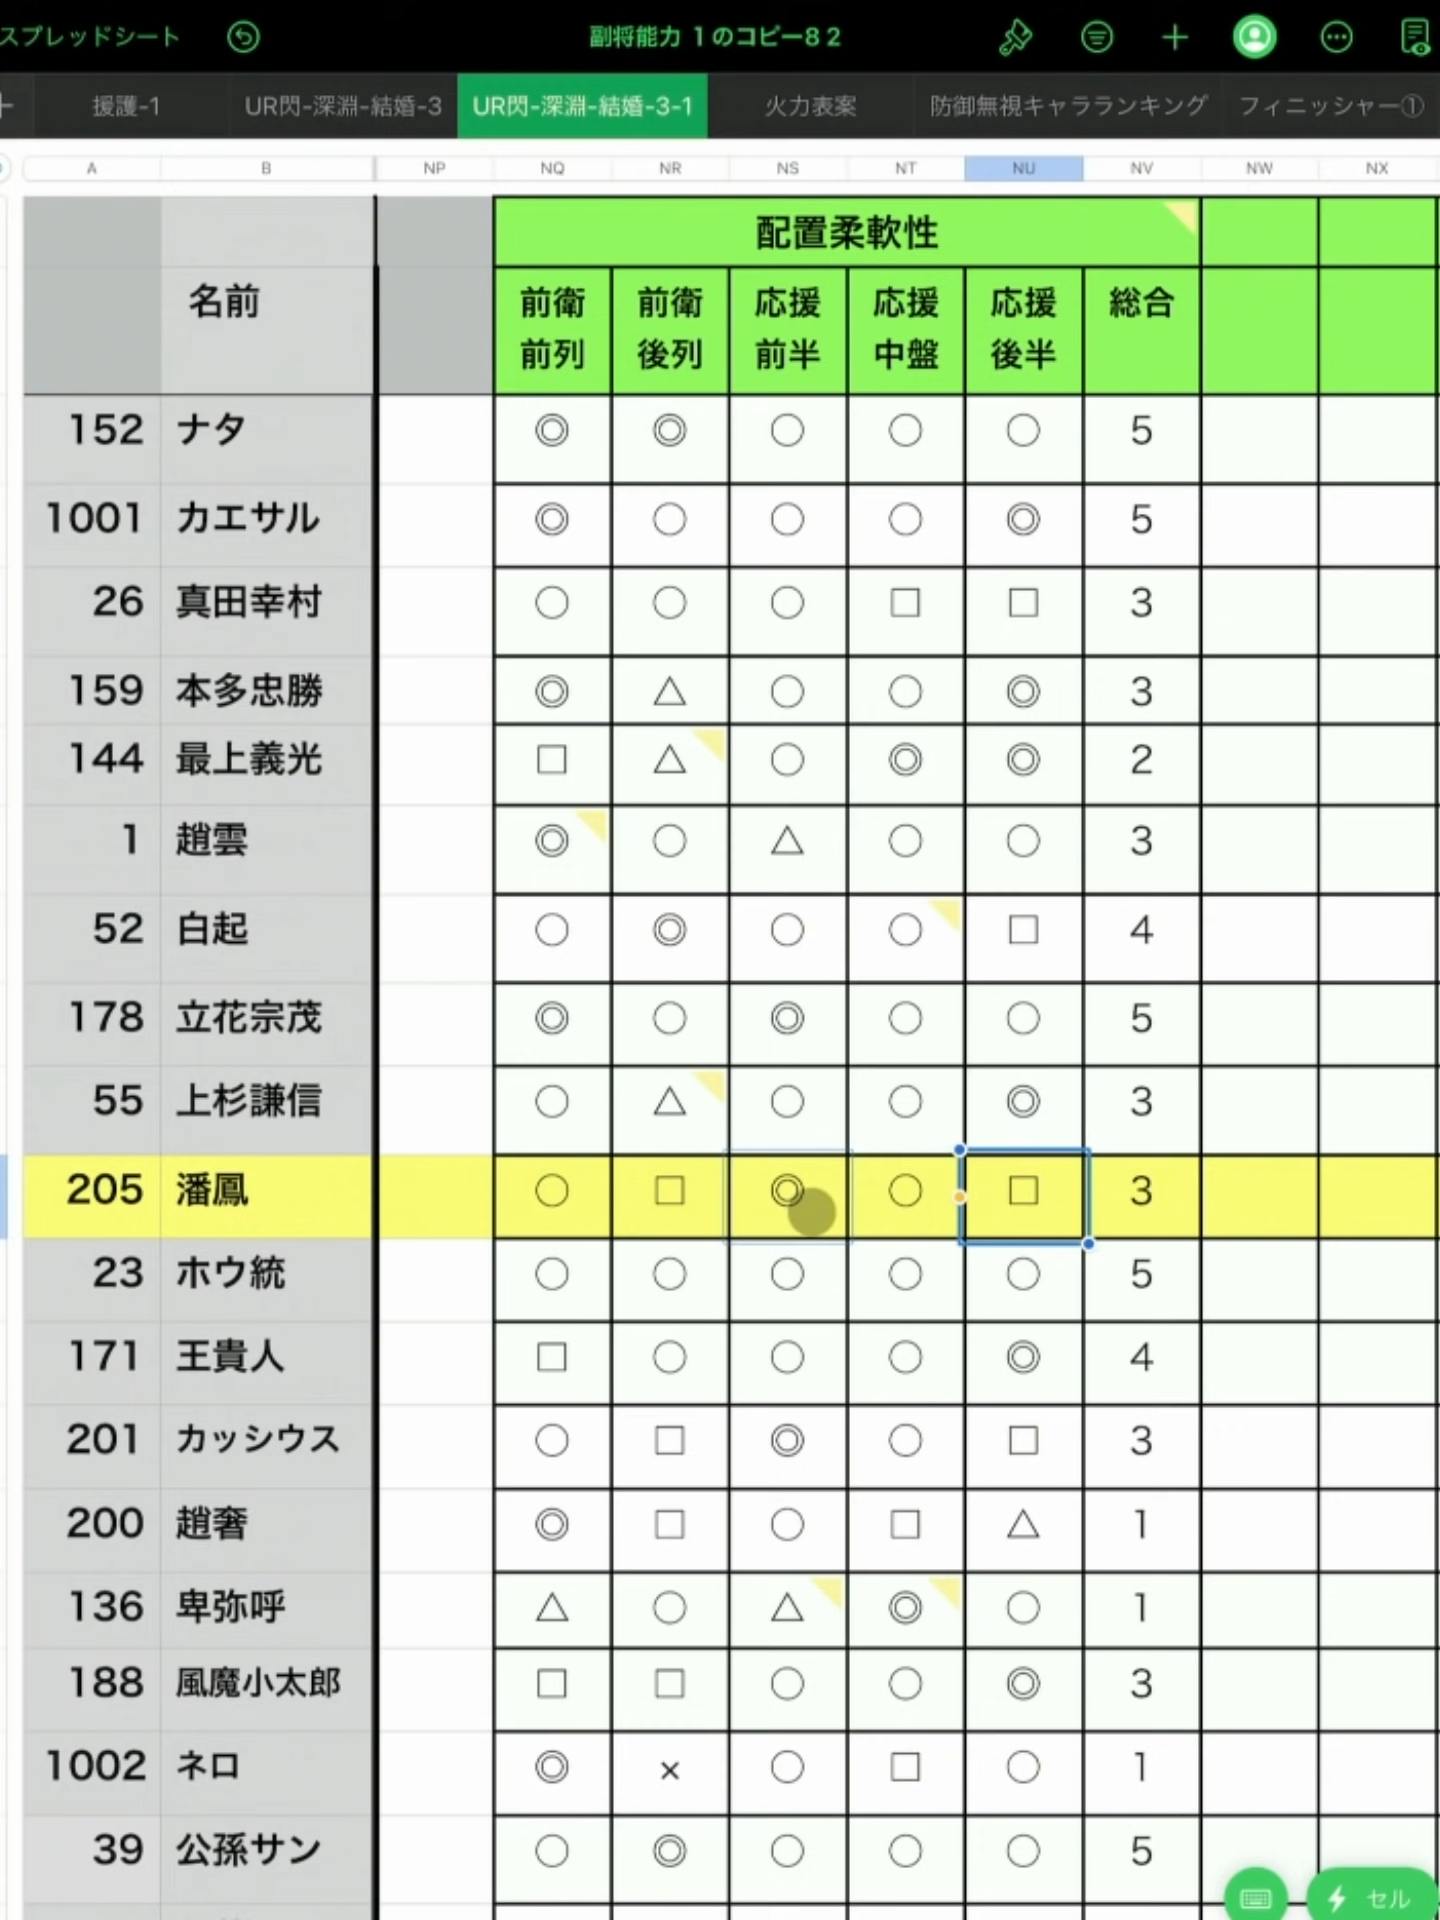 スプレッドシート 副将能力 1のコピー8 2
援護-1 UR閃-深淵-結婚-3 UR閃-深淵-結婚-3-1 火力表案 防御無視キャラランキング フィニッシャー①
A B NP NQ NR NS NT NU NV NW NX
配置柔軟性
名前 前衛前列 前衛後列 応援前半 応援中盤 応援後半 総合
152 ナタ ◎ ◎ ○ ○ ○ 5
1001 カエサル ◎ ○ ○ ○ ◎ 5
26 真田幸村 ○ ○ ○ □ □ 3
159 本多忠勝 ◎ △ ○ ○ ◎ 3
144 最上義光 □ △ ○ ◎ ◎ 2
1 趙雲 ◎ ○ △ ○ ○ 3
52 白起 ○ ◎ ○ ○ □ 4
178 立花宗茂 ◎ ○ ◎ ○ ○ 5
55 上杉謙信 ○ △ ○ ○ ◎ 3
205 潘鳳 ○ □ ◎ ○ □ 3
23 ホウ統 ○ ○ ○ ○ ○ 5
171 王貴人 □ ○ ○ ○ ◎ 4
201 カッシウス ○ □ ◎ ○ □ 3
200 趙奢 ◎ □ ○ □ △ 1
136 卑弥呼 △ ○ △ ◎ ○ 1
188 風魔小太郎 □ □ ○ ○ ◎ 3
1002 ネロ ◎ × ○ □ ○ 1
39 公孫サン ○ ◎ ○ ○ ○ 5
セル